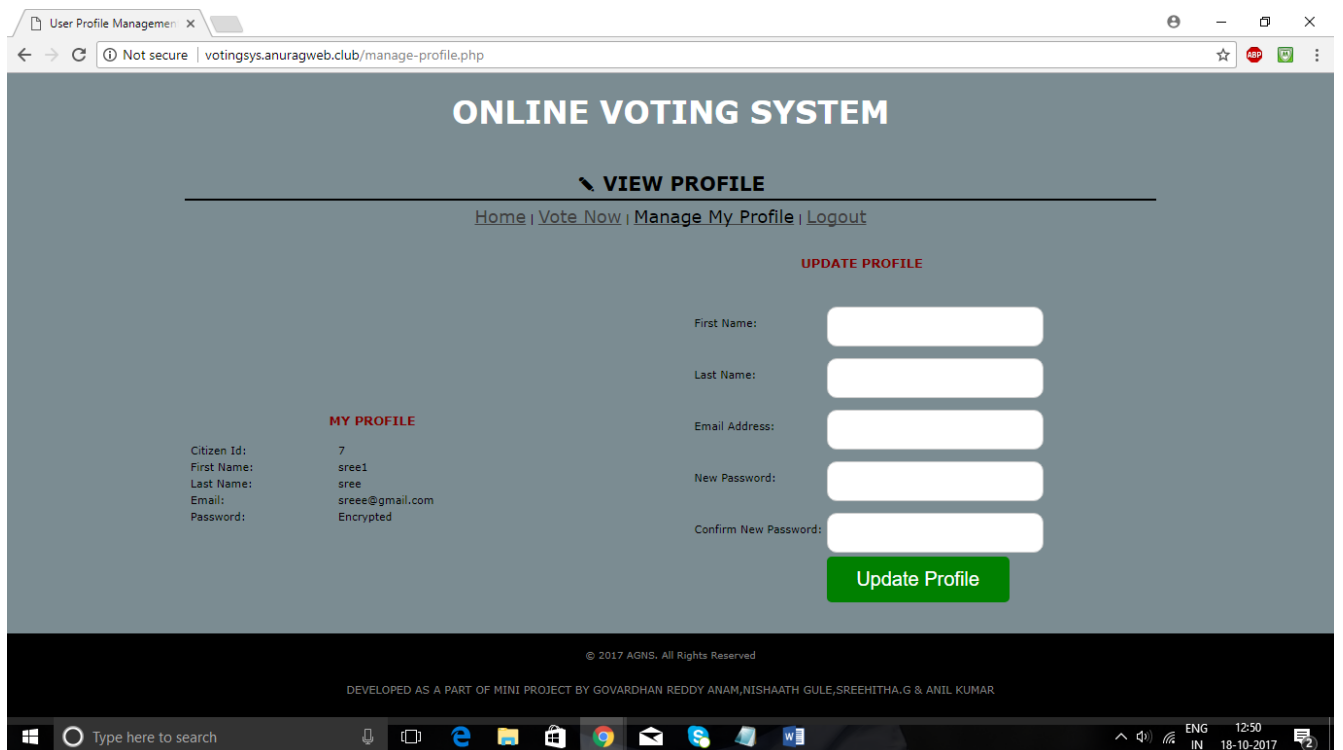 User Profile Managemen
Not secure | votingsys.anuragweb.club/manage-profile.php
ABP
ONLINE VOTING SYSTEM
VIEW PROFILE
Home | Vote Now | Manage My Profile | Logout
UPDATE PROFILE
First Name:
Last Name:
Email Address:
New Password:
Confirm New Password:
Update Profile
MY PROFILE
Citizen Id: 7
First Name: sree1
Last Name: sree
Email: sreee@gmail.com
Password: Encrypted
© 2017 AGNS. All Rights Reserved
DEVELOPED AS A PART OF MINI PROJECT BY GOVARDHAN REDDY ANAM,NISHAATH GULE,SREEHITHA.G & ANIL KUMAR
Type here to search
ENG 12:50
IN 18-10-2017
2